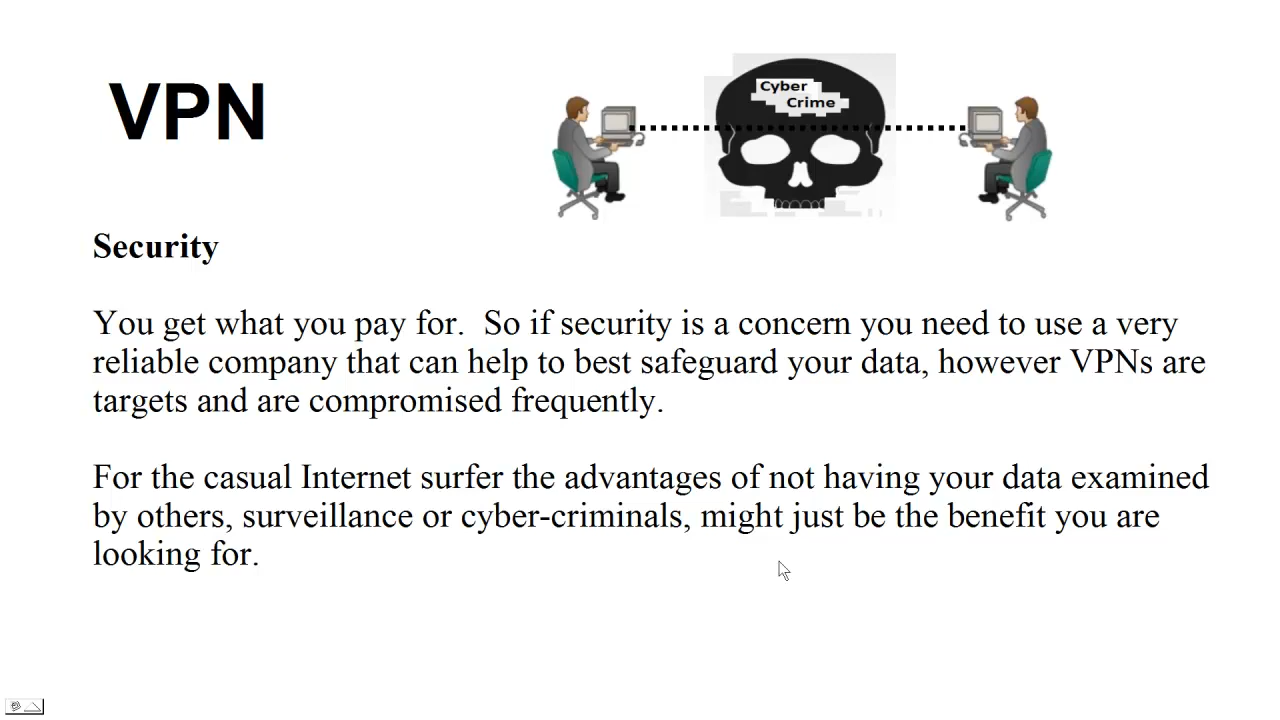 VPN
Cyber
Crime
Security
You get what you pay for.  So if security is a concern you need to use a very
reliable company that can help to best safeguard your data, however VPNs are
targets and are compromised frequently.
For the casual Internet surfer the advantages of not having your data examined
by others, surveillance or cyber-criminals, might just be the benefit you are
looking for.